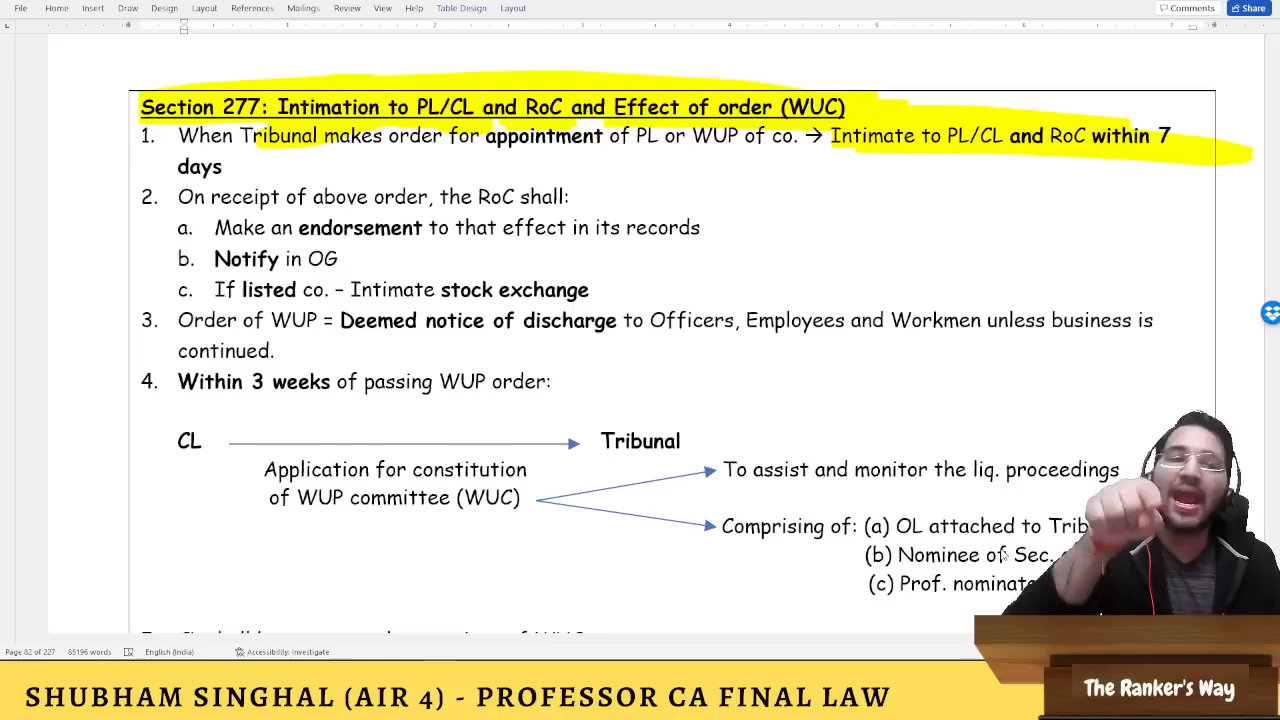 File Home Insert Draw Design Layout References Mailings Review View Help Table Design Layout Comments Share
1 2 3 4 5 6 7
Section 277: Intimation to PL/CL and RoC and Effect of order (WUC)
1. When Tribunal makes order for appointment of PL or WUP of co. → Intimate to PL/CL and RoC within 7
days
2. On receipt of above order, the RoC shall:
a. Make an endorsement to that effect in its records
b. Notify in OG
c. If listed co. – Intimate stock exchange
3. Order of WUP = Deemed notice of discharge to Officers, Employees and Workmen unless business is
continued.
4. Within 3 weeks of passing WUP order:
CL Tribunal
Application for constitution
of WUP committee (WUC)
To assist and monitor the liq. proceedings
Comprising of: (a) OL attached to
(b) Nominee of Sec.
(c) Prof.
Page 82 of 227 85196 words English (India) Accessibility: Investigate
SHUBHAM SINGHAL (AIR 4) - PROFESSOR CA FINAL LAW
The Ranker's Way